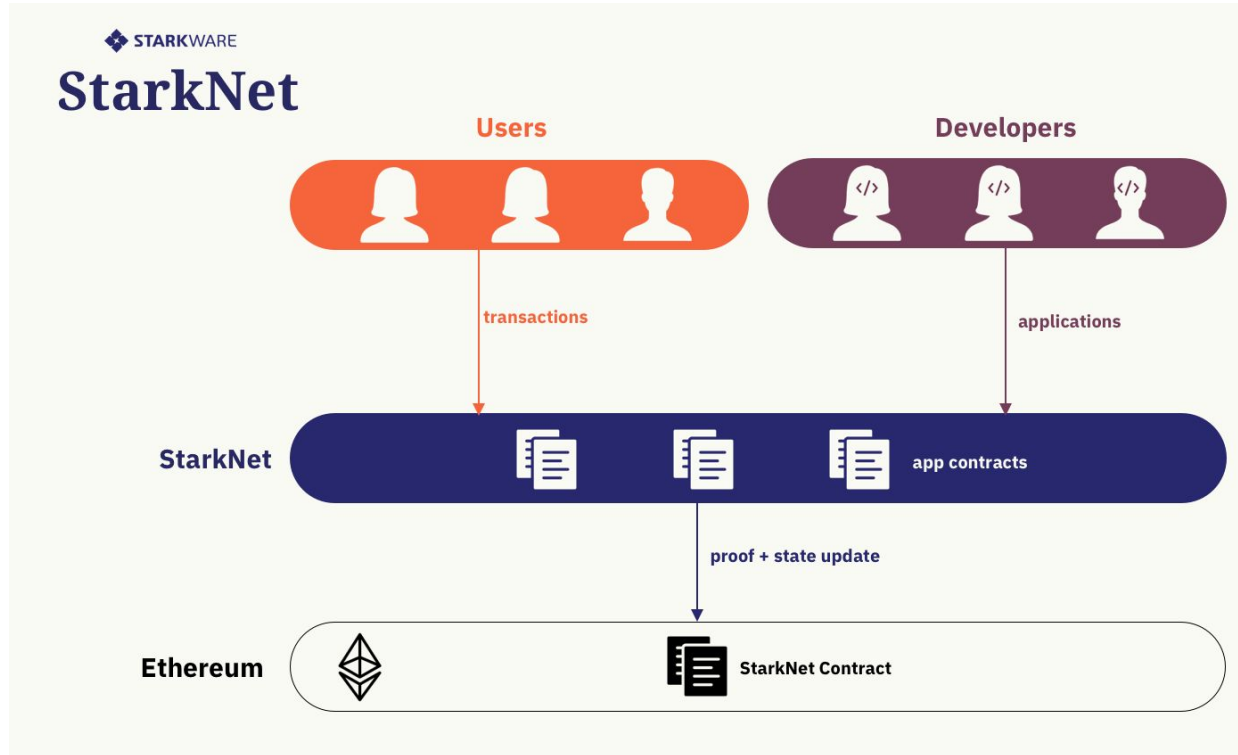 STARKWARE
StarkNet
Users
Developers
</>
</>
</>
transactions
applications
StarkNet
app contracts
proof + state update
Ethereum
StarkNet Contract